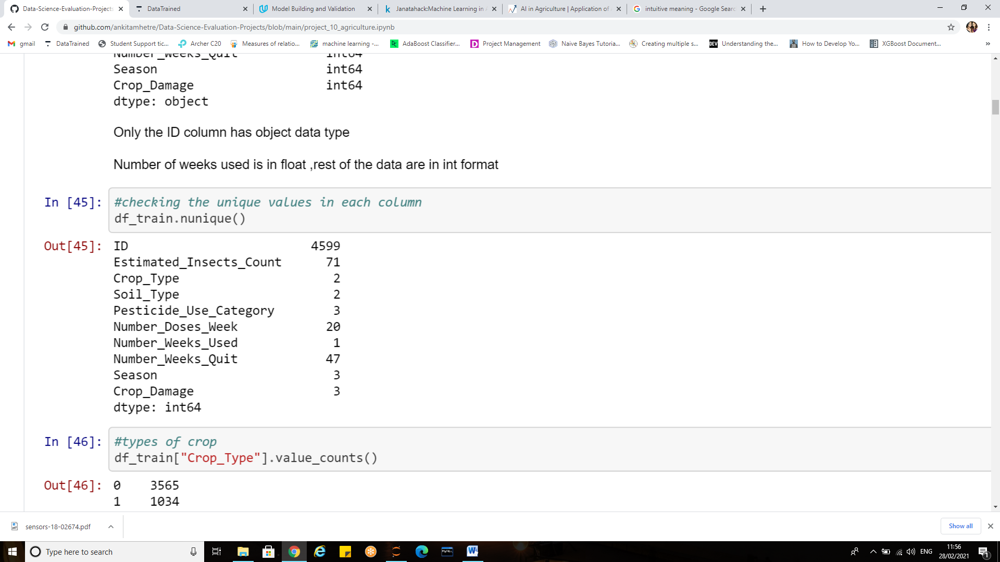 Data-Science-Evaluation-Projects
DataTrained
Model Building and Validation
Janatahack:Machine Learning in
AI in Agriculture | Application of
intuitive meaning - Google Searc
github.com/ankitamhetre/Data-Science-Evaluation-Projects/blob/main/project_10_agriculture.ipynb
gmail
DataTrained
Student Support tic...
Archer C20
Measures of relatio...
machine learning -...
AdaBoost Classifier...
Project Management
Naive Bayes Tutoria...
Creating multiple s...
DEV Understanding the...
How to Develop Yo...
XGBoost Document...
»
Number_Weeks_Quit int64
Season int64
Crop_Damage int64
dtype: object
Only the ID column has object data type
Number of weeks used is in float ,rest of the data are in int format
In [45]: #checking the unique values in each column
df_train.nunique()
Out[45]: ID 4599
Estimated_Insects_Count 71
Crop_Type 2
Soil_Type 2
Pesticide_Use_Category 3
Number_Doses_Week 20
Number_Weeks_Used 1
Number_Weeks_Quit 47
Season 3
Crop_Damage 3
dtype: int64
In [46]: #types of crop
df_train["Crop_Type"].value_counts()
Out[46]: 0 3565
1 1034
sensors-18-02674.pdf
Show all
Type here to search
ENG
11:56
28/02/2021
1